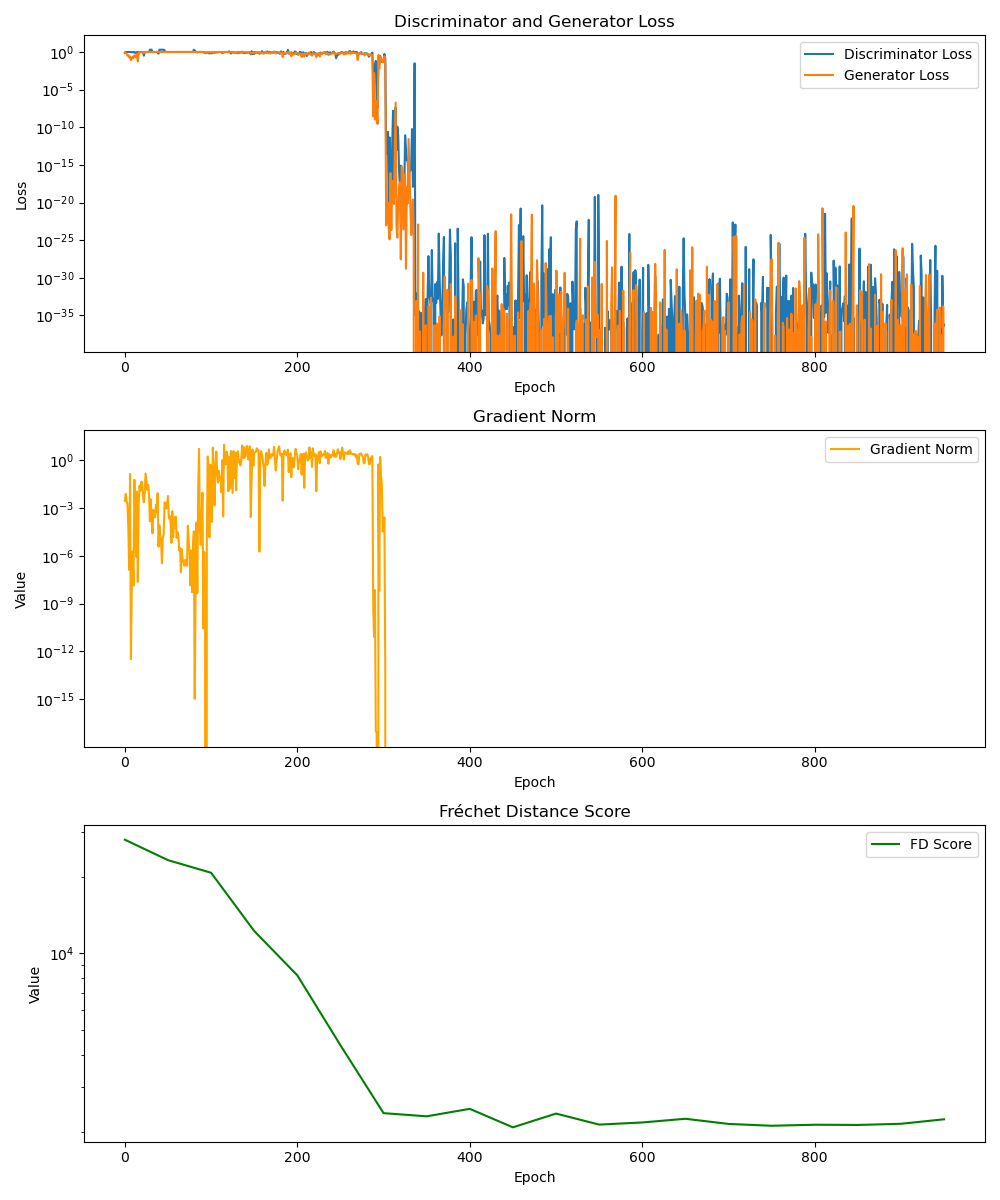 Discriminator and Generator Loss
Discriminator Loss
Generator Loss
Loss
10^0
10^-5
10^-10
10^-15
10^-20
10^-25
10^-30
10^-35
0 200 400 600 800
Epoch
Gradient Norm
Gradient Norm
Value
10^0
10^-3
10^-6
10^-9
10^-12
10^-15
0 200 400 600 800
Epoch
Fréchet Distance Score
FD Score
Value
10^4
0 200 400 600 800
Epoch